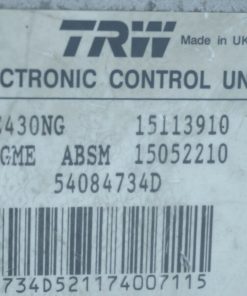 TRW Made in UK
ECTRONIC CONTROL UN
430NG 15113910
GME ABSM 15052210
54084734D
734D521174007115